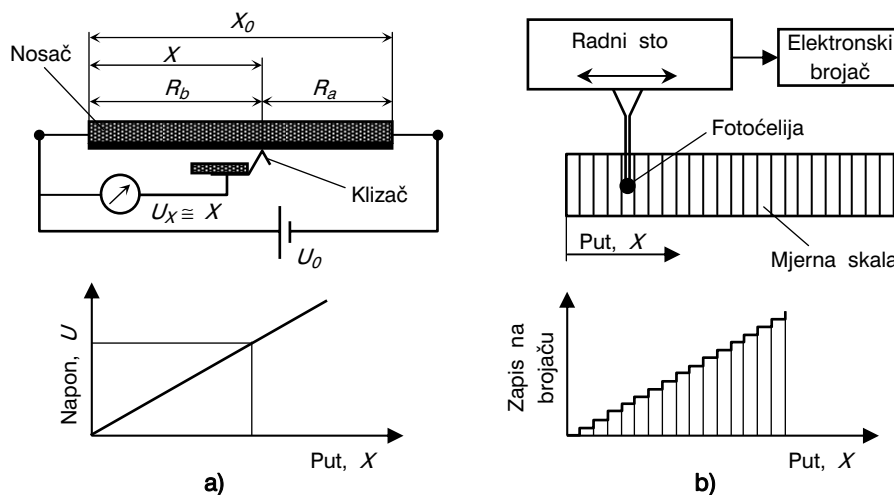 X0
Nosač
X
Rb
Ra
Klizač
UX ≅ X
U0
Napon, U
Put, X
a)
Radni sto
Elektronski
brojač
Fotoćelija
Put, X
Mjerna skala
Zapis na
brojaču
Put, X
b)